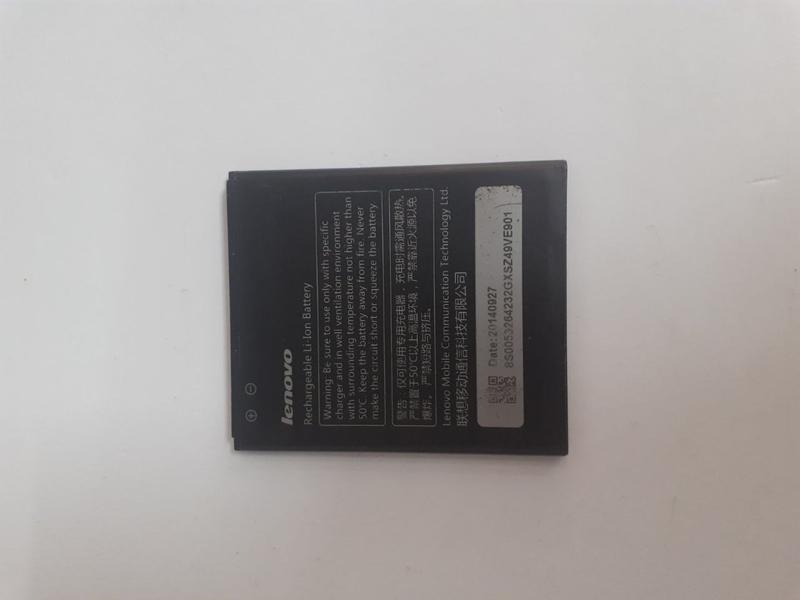 lenovo
Rechargeable Li-Ion Battery
Warning: Be sure to use only with specific
charger and in well ventilation environment
with surrounding temperature not higher than
50℃. Keep the battery away from fire. Never
make the circuit short or squeeze the battery
警告：仅可使用专用充电器，充电时需通风散热。
严禁置于50℃以上高温环境，严禁靠近火源以免
爆炸。 严禁短路与挤压。
Lenovo Mobile Communication Technology Ltd.
联想移动通信科技有限公司
Date: 20140927
8S0053264232GXSZ49VE901